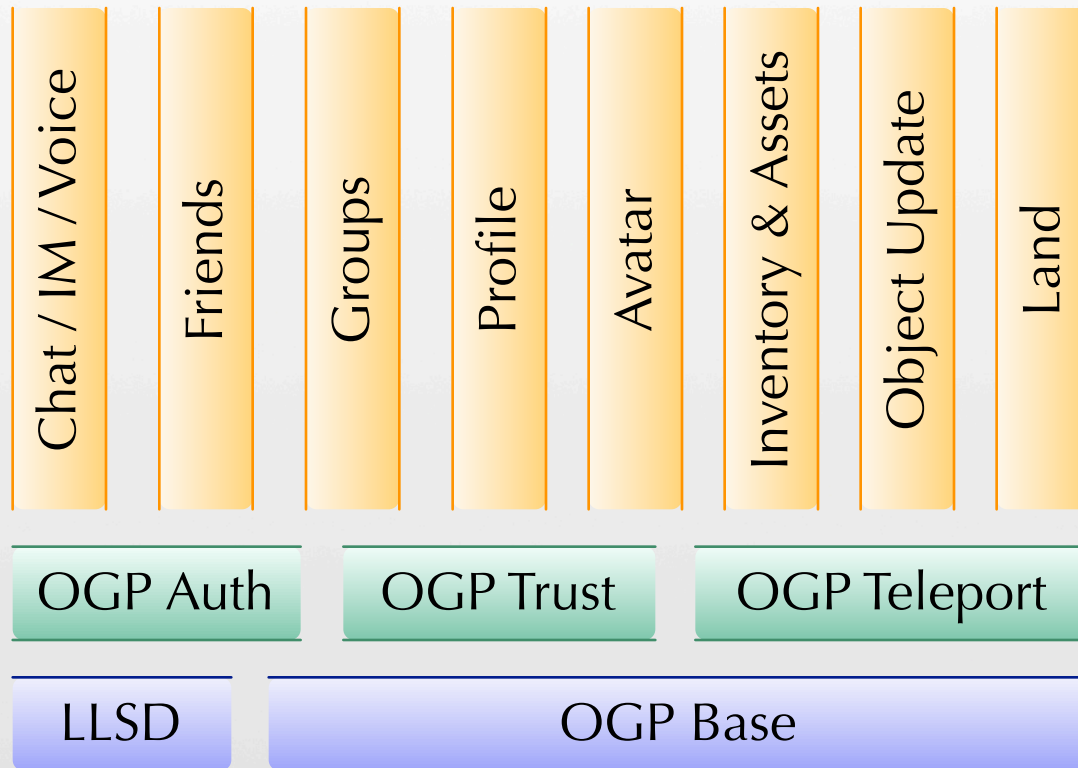 Chat / IM / Voice
Friends
Groups
Profile
Avatar
Inventory & Assets
Object Update
Land
OGP Auth
OGP Trust
OGP Teleport
LLSD
OGP Base